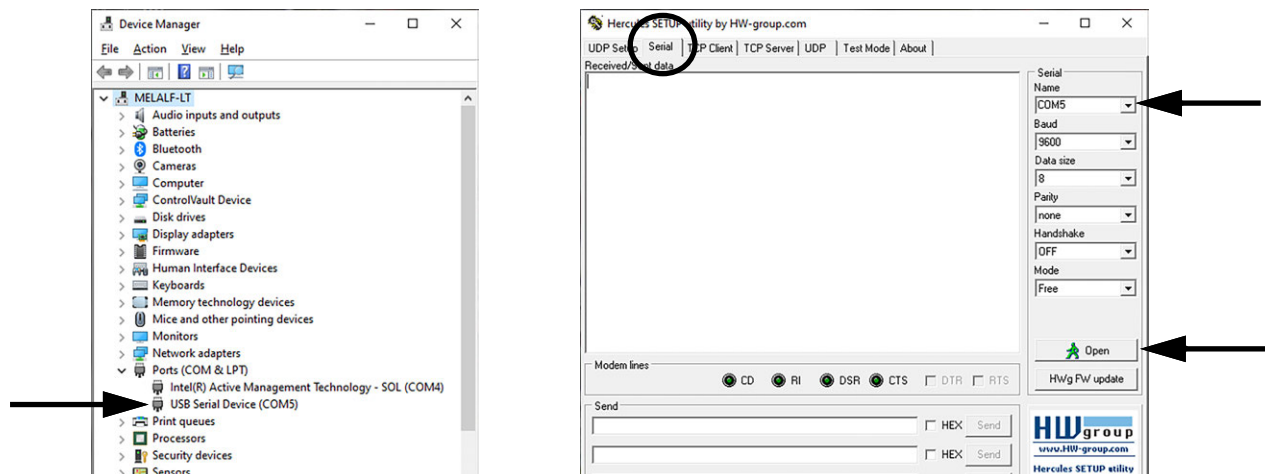 Device Manager
File Action View Help
MELALF-LT
Audio inputs and outputs
Batteries
Bluetooth
Cameras
Computer
ControlVault Device
Disk drives
Display adapters
Firmware
Human Interface Devices
Keyboards
Memory technology devices
Mice and other pointing devices
Monitors
Network adapters
Ports (COM & LPT)
Intel(R) Active Management Technology - SOL (COM4)
USB Serial Device (COM5)
Print queues
Processors
Security devices
Sensors
Hercules SETUP utility by HW-group.com
UDP Setup Serial TCP Client TCP Server UDP Test Mode About
Received/Sent data
Serial
Name
COM5
Baud
9600
Data size
8
Parity
none
Handshake
OFF
Mode
Free
Open
HWg FW update
Modem lines
CD RI DSR CTS DTR RTS
Send
HEX Send
HEX Send
HW group
www.HW-group.com
Hercules SETUP utility